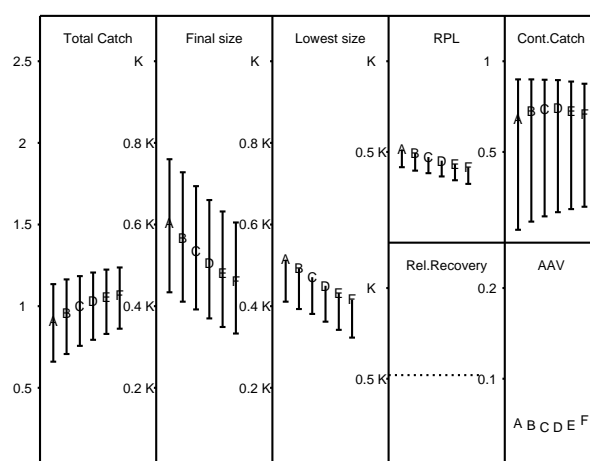 Total Catch Final size Lowest size RPL Cont.Catch
2.5 K K 1
2 0.8 K 0.8 K 0.5 K 0.5
1.5 0.6 K 0.6 K
1 0.4 K 0.4 K
0.5 0.2 K 0.2 K
A B C D E F
A B C D E F
A B C D E F
A B C D E F
A B C D E F
Rel.Recovery AAV
K 0.2
0.5 K 0.1
A B C D E F